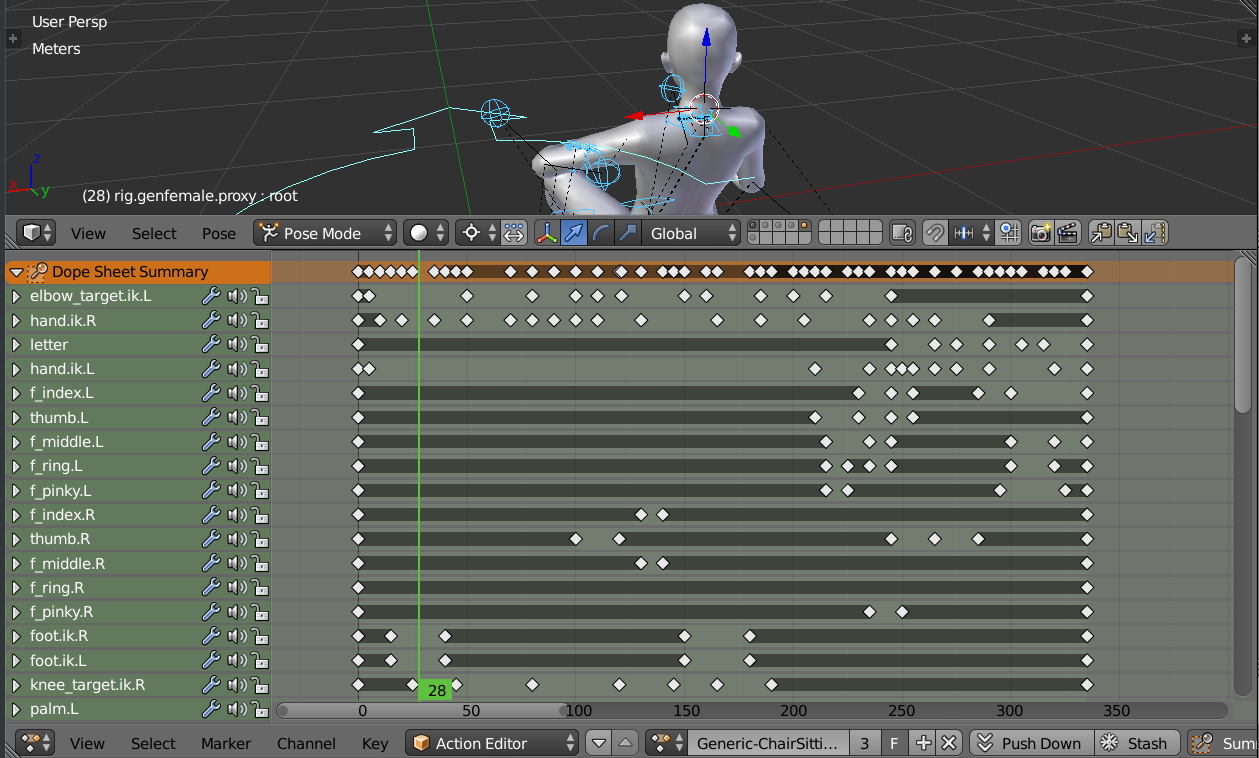 User Persp
Meters
z
x
y
(28) rig.genfemale.proxy : root
View Select Pose Pose Mode Global
Dope Sheet Summary
elbow_target.ik.L
hand.ik.R
letter
hand.ik.L
f_index.L
thumb.L
f_middle.L
f_ring.L
f_pinky.L
f_index.R
thumb.R
f_middle.R
f_ring.R
f_pinky.R
foot.ik.R
foot.ik.L
knee_target.ik.R
28
palm.L
0 50 100 150 200 250 300 350
View Select Marker Channel Key Action Editor Generic-ChairSitti... 3 F Push Down Stash Sum